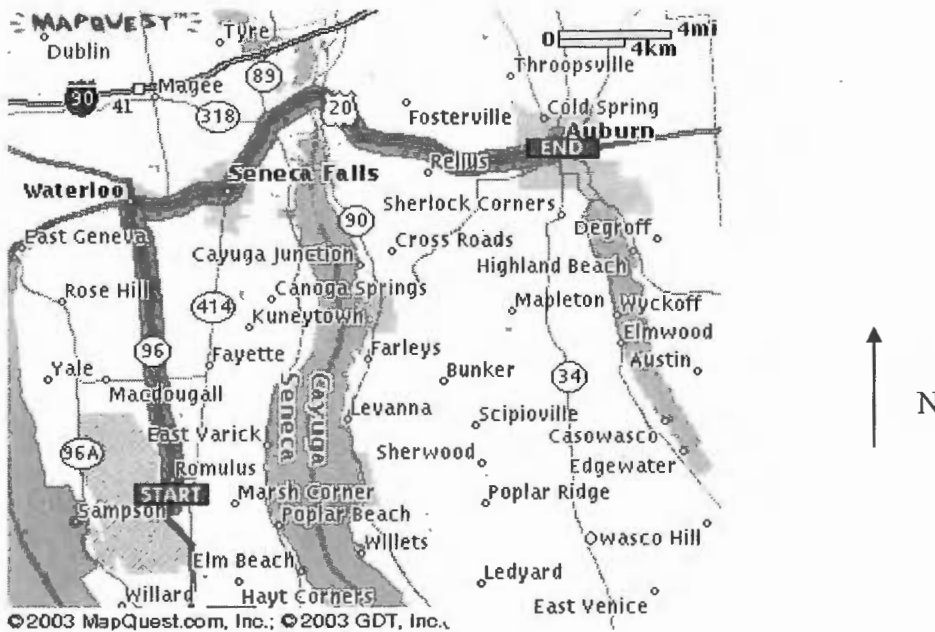 MAPQUEST™
Tyre
Dublin
0 4mi
4km
Throopsville
89
Magee
90
41
318
20
Fosterville
Cold Spring
Auburn
END
Relius
Seneca Falls
Waterloo
Sherlock Corners
90
Degroff
East Geneva
Cross Roads
Cayuga Junction
Highland Beach
Rose Hill
Canoga Springs
Mapleton
Wyckoff
414
Kuneytown
Elmwood
96
Fayette
Farleys
Austin
N
Yale
Bunker
34
Macdougall
Seneca
Cayuga
Levanna
Scipioville
East Varick
Casowasco
96A
Romulus
Sherwood
Edgewater
START
Marsh Corner
Poplar Ridge
Sampson
Poplar Beach
Willets
Owasco Hill
Elm Beach
Ledyard
Willard
Hayt Corners
East Venice
©2003 MapQuest.com, Inc.; ©2003 GDT, Inc.